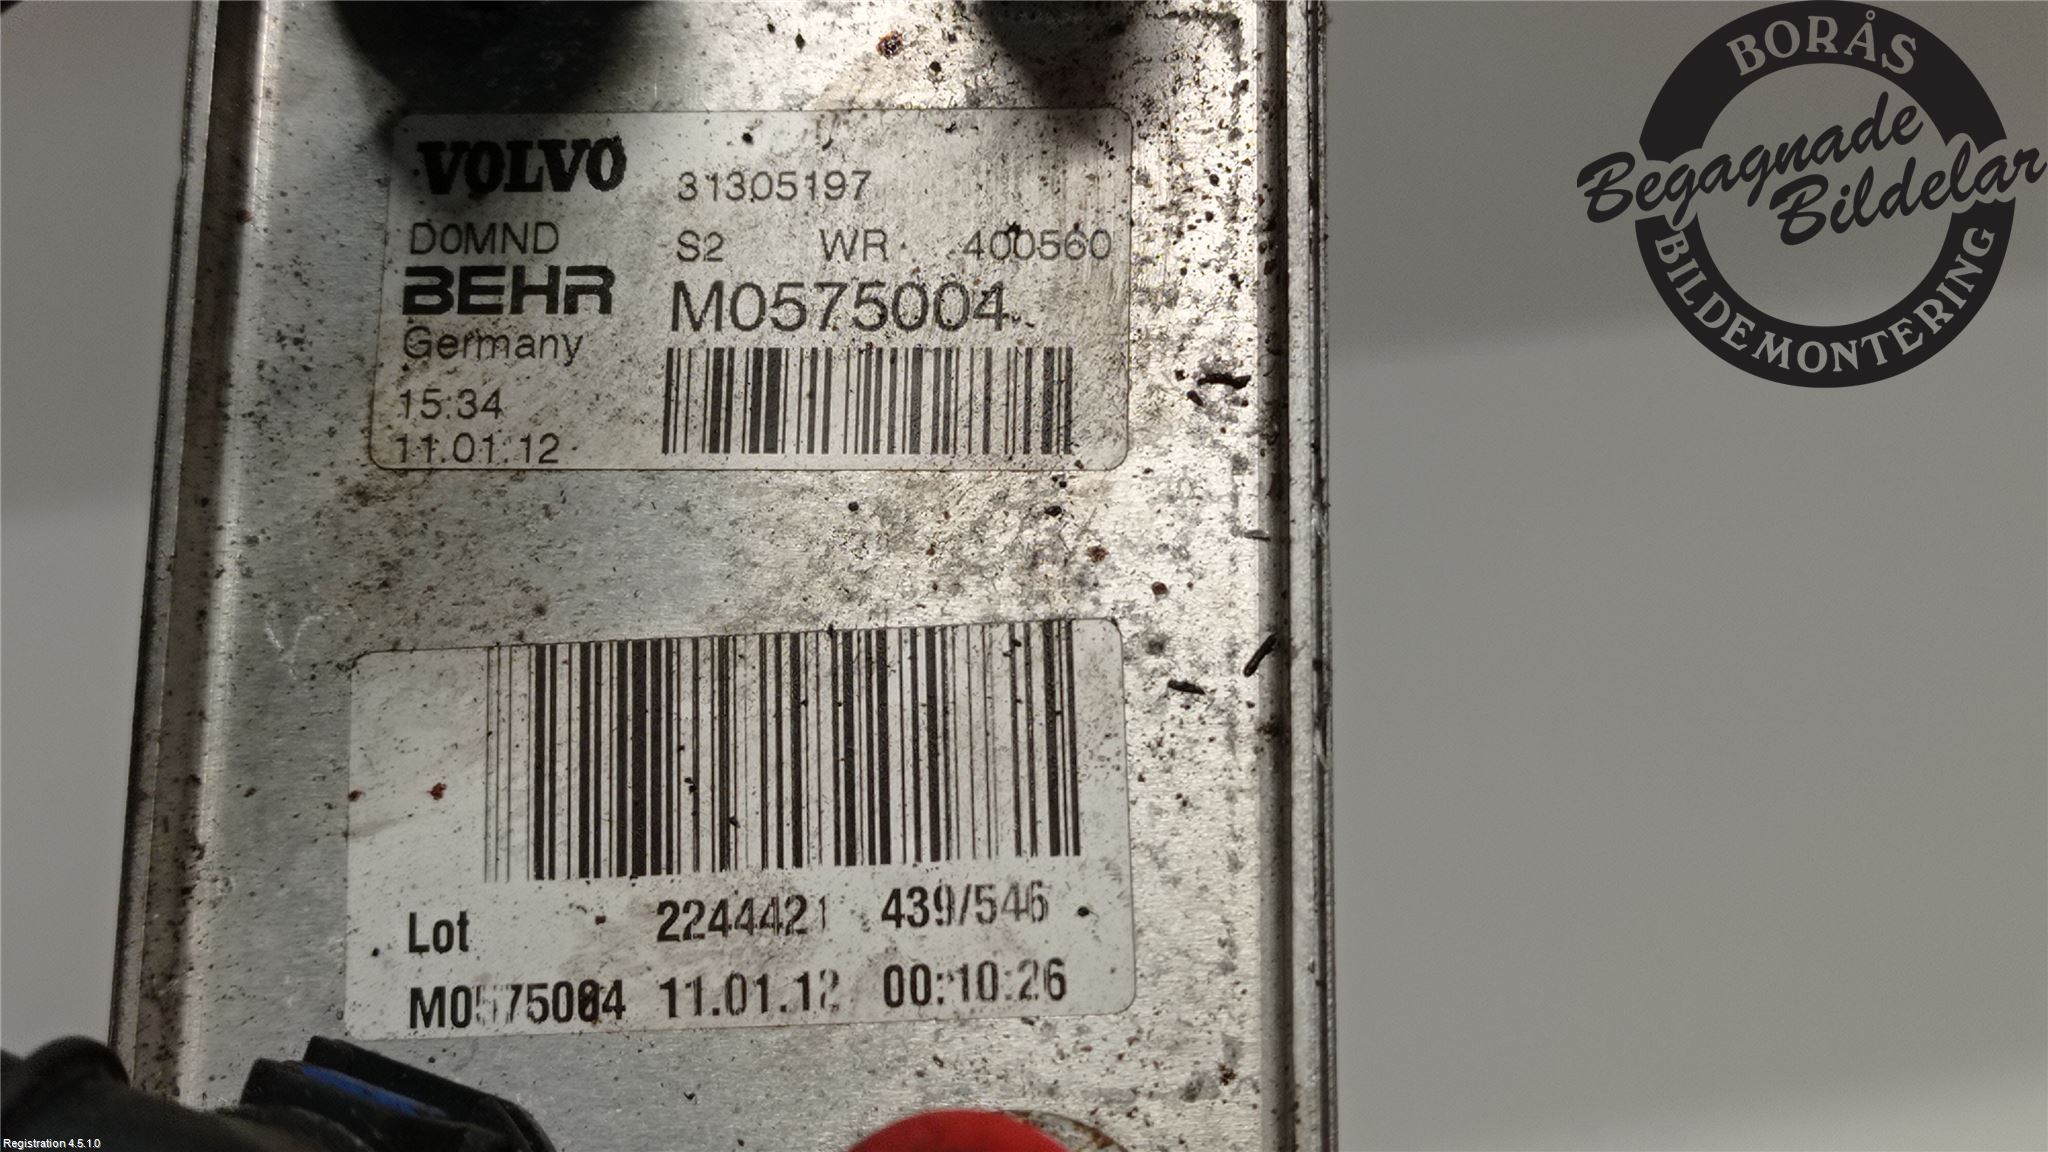 VOLVO 31305197
DOMND S2 WR 400560
BEHR M0575004
Germany
15:34
11.01.12
Lot 2244421 439/546
M0575004 11.01.12 00:10:26
BORÅS
Begagnade
Bildelar
BILDEMONTERING
Registration 4.5.1.0